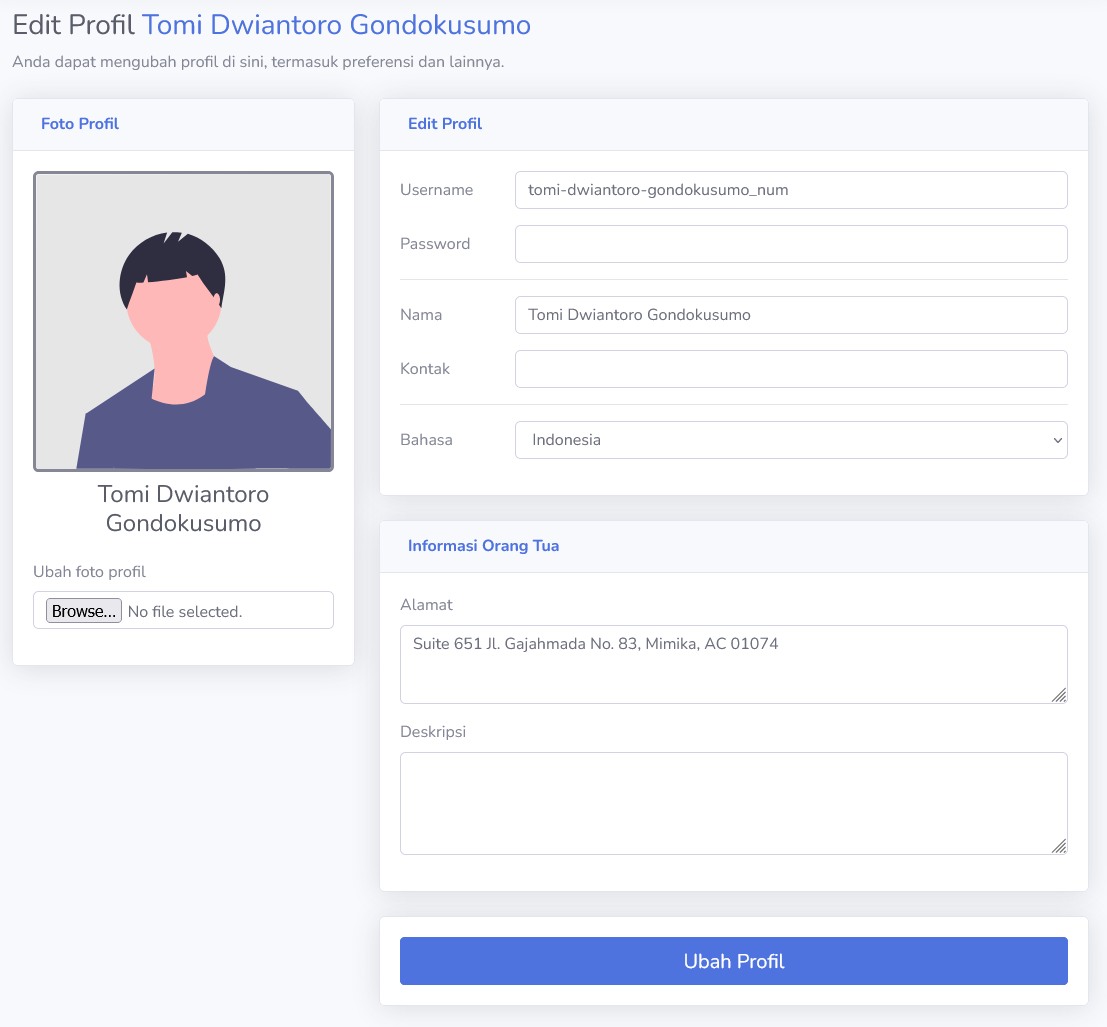 Edit Profil Tomi Dwiantoro Gondokusumo
Anda dapat mengubah profil di sini, termasuk preferensi dan lainnya.
Foto Profil
Tomi Dwiantoro
Gondokusumo
Ubah foto profil
Browse... No file selected.
Edit Profil
Username tomi-dwiantoro-gondokusumo_num
Password
Nama Tomi Dwiantoro Gondokusumo
Kontak
Bahasa Indonesia
Informasi Orang Tua
Alamat
Suite 651 Jl. Gajahmada No. 83, Mimika, AC 01074
Deskripsi
Ubah Profil